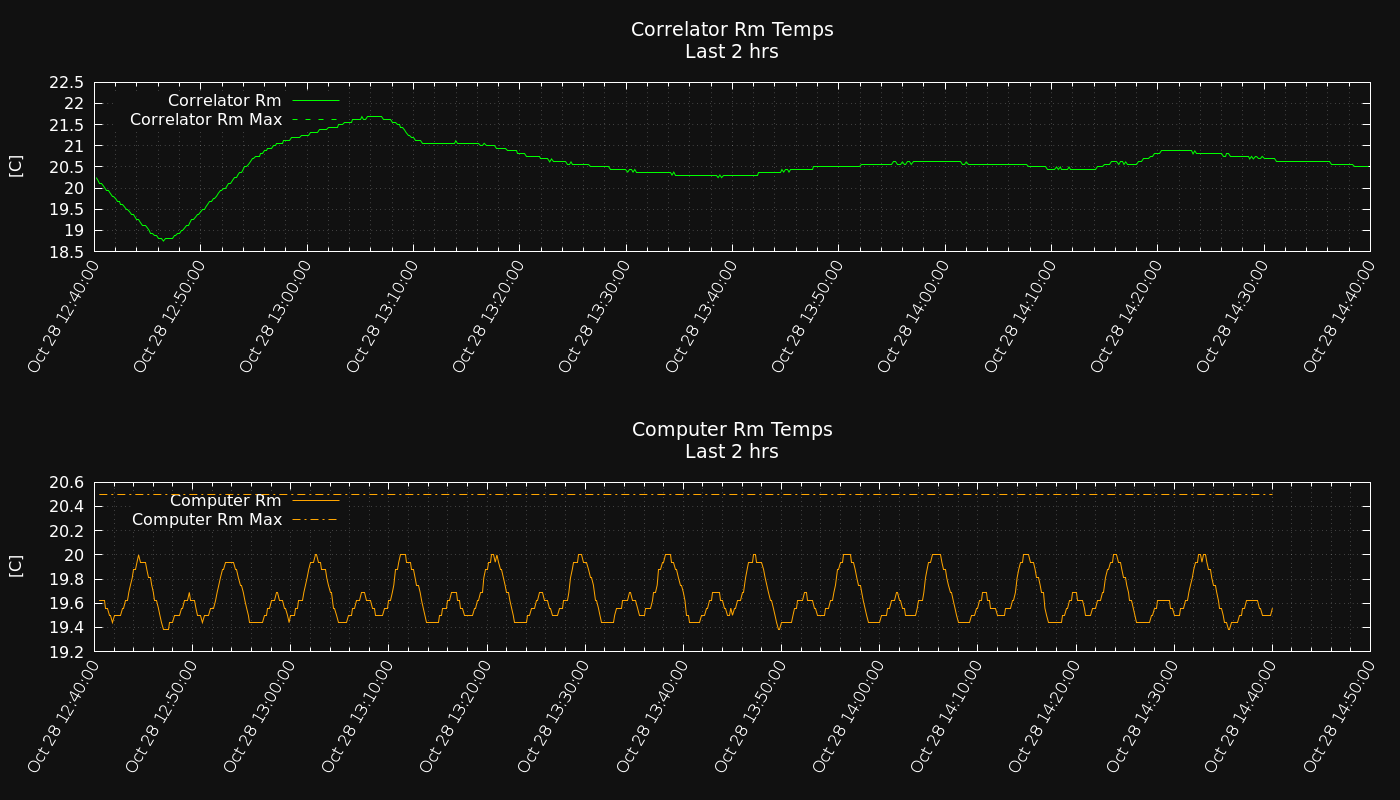 Correlator Rm Temps
Last 2 hrs
22.5
22
21.5
21
20.5
20
19.5
19
18.5
[C]
Correlator Rm
Correlator Rm Max
Oct 28 12:40:00
Oct 28 12:50:00
Oct 28 13:00:00
Oct 28 13:10:00
Oct 28 13:20:00
Oct 28 13:30:00
Oct 28 13:40:00
Oct 28 13:50:00
Oct 28 14:00:00
Oct 28 14:10:00
Oct 28 14:20:00
Oct 28 14:30:00
Oct 28 14:40:00
Computer Rm Temps
Last 2 hrs
20.6
20.4
20.2
20
19.8
19.6
19.4
19.2
[C]
Computer Rm
Computer Rm Max
Oct 28 12:40:00
Oct 28 12:50:00
Oct 28 13:00:00
Oct 28 13:10:00
Oct 28 13:20:00
Oct 28 13:30:00
Oct 28 13:40:00
Oct 28 13:50:00
Oct 28 14:00:00
Oct 28 14:10:00
Oct 28 14:20:00
Oct 28 14:30:00
Oct 28 14:40:00
Oct 28 14:50:00